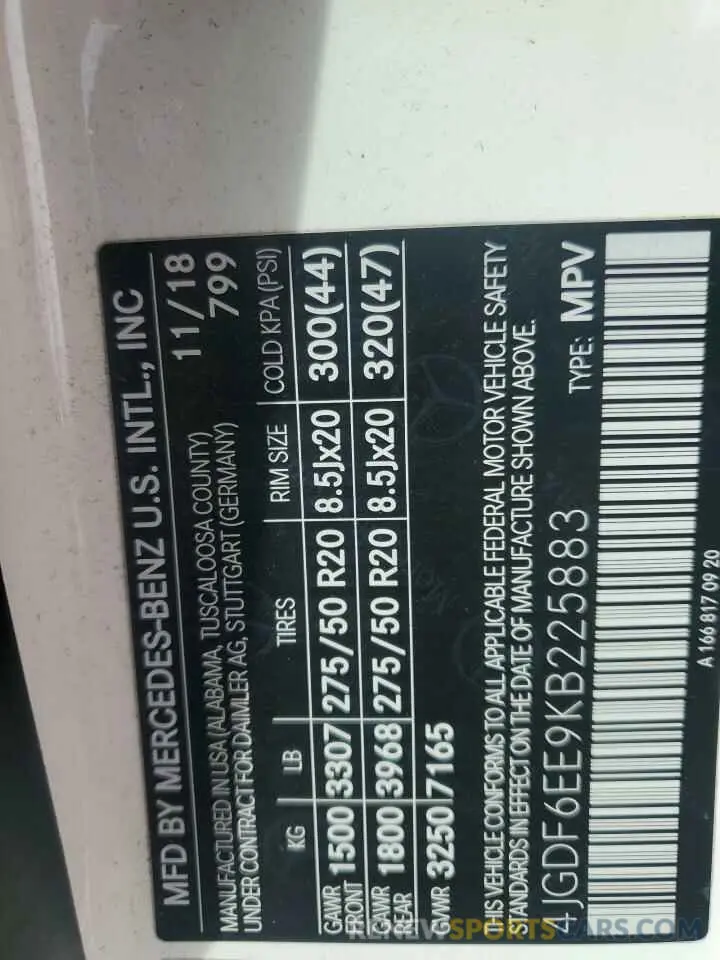 MFD BY MERCEDES-BENZ U.S. INTL., INC
MANUFACTURED IN USA (ALABAMA, TUSCALOOSA COUNTY) 11/18
UNDER CONTRACT FOR DAIMLER AG, STUTTGART (GERMANY) 799
KG LB TIRES RIM SIZE COLD KPA (PSI)
GAWR FRONT 1500 3307 275/50 R20 8.5Jx20 300(44)
GAWR REAR 1800 3968 275/50 R20 8.5Jx20 320(47)
GVWR 3250 7165
THIS VEHICLE CONFORMS TO ALL APPLICABLE FEDERAL MOTOR VEHICLE SAFETY
STANDARDS IN EFFECT ON THE DATE OF MANUFACTURE SHOWN ABOVE.
4JGDF6EE9KB225883 TYPE: MPV
A 166 817 09 20
RENEWSPORTSCARS.COM